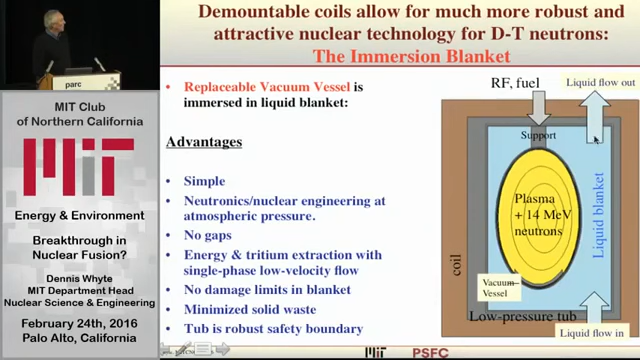 Demountable coils allow for much more robust and
attractive nuclear technology for D-T neutrons:
The Immersion Blanket
parc
MIT Club
of Northern California
MIT
Energy & Environment
Breakthrough in
Nuclear Fusion?
Dennis Whyte
MIT Department Head
Nuclear Science & Engineering
February 24th, 2016
Palo Alto, California
• Replaceable Vacuum Vessel is
immersed in liquid blanket:
Advantages
• Simple
• Neutronics/nuclear engineering at
atmospheric pressure.
• No gaps
• Energy & tritium extraction with
single-phase low-velocity flow
• No damage limits in blanket
• Minimized solid waste
• Tub is robust safety boundary
RF, fuel
Liquid flow out
Support
Plasma
+ 14 MeV
neutrons
Liquid blanket
coil
Vacuum
Vessel
Low-pressure tub
Liquid flow in
PSFC